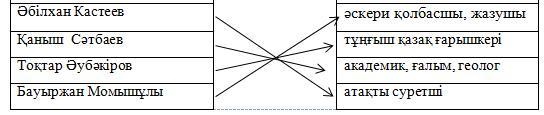 Әбілхан Кастеев
әскери қолбасшы, жазушы
Қаныш Сәтбаев
тұңғыш қазақ ғарышкері
Тоқтар Әубәкіров
академик, ғалым, геолог
Бауыржан Момышұлы
атақты суретші